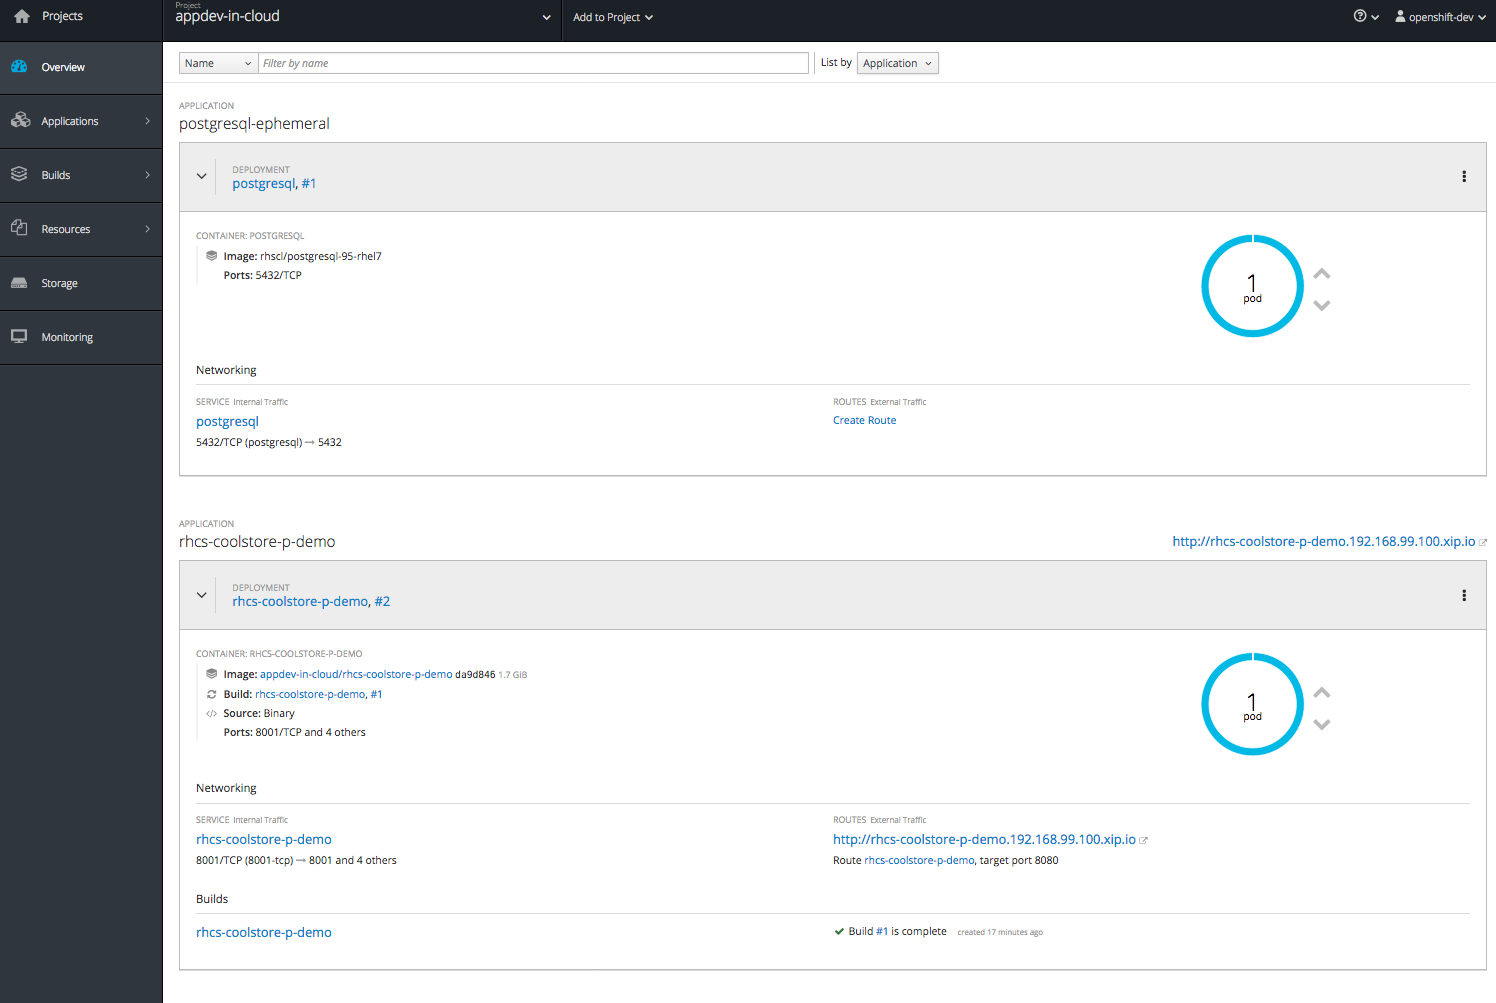 Projects
Project
appdev-in-cloud
Add to Project
openshift-dev
Overview
Applications
Builds
Resources
Storage
Monitoring
Name
Filter by name
List by
Application
APPLICATION
postgresql-ephemeral
DEPLOYMENT
postgresql, #1
CONTAINER: POSTGRESQL
Image: rhscl/postgresql-95-rhel7
Ports: 5432/TCP
1
pod
Networking
SERVICE Internal Traffic
postgresql
5432/TCP (postgresql) → 5432
ROUTES External Traffic
Create Route
APPLICATION
rhcs-coolstore-p-demo
http://rhcs-coolstore-p-demo.192.168.99.100.xip.io
DEPLOYMENT
rhcs-coolstore-p-demo, #2
CONTAINER: RHCS-COOLSTORE-P-DEMO
Image: appdev-in-cloud/rhcs-coolstore-p-demo da9d846 1.7 GiB
Build: rhcs-coolstore-p-demo, #1
Source: Binary
Ports: 8001/TCP and 4 others
1
pod
Networking
SERVICE Internal Traffic
rhcs-coolstore-p-demo
8001/TCP (8001-tcp) → 8001 and 4 others
ROUTES External Traffic
http://rhcs-coolstore-p-demo.192.168.99.100.xip.io
Route rhcs-coolstore-p-demo, target port 8080
Builds
rhcs-coolstore-p-demo
Build #1 is complete created 17 minutes ago